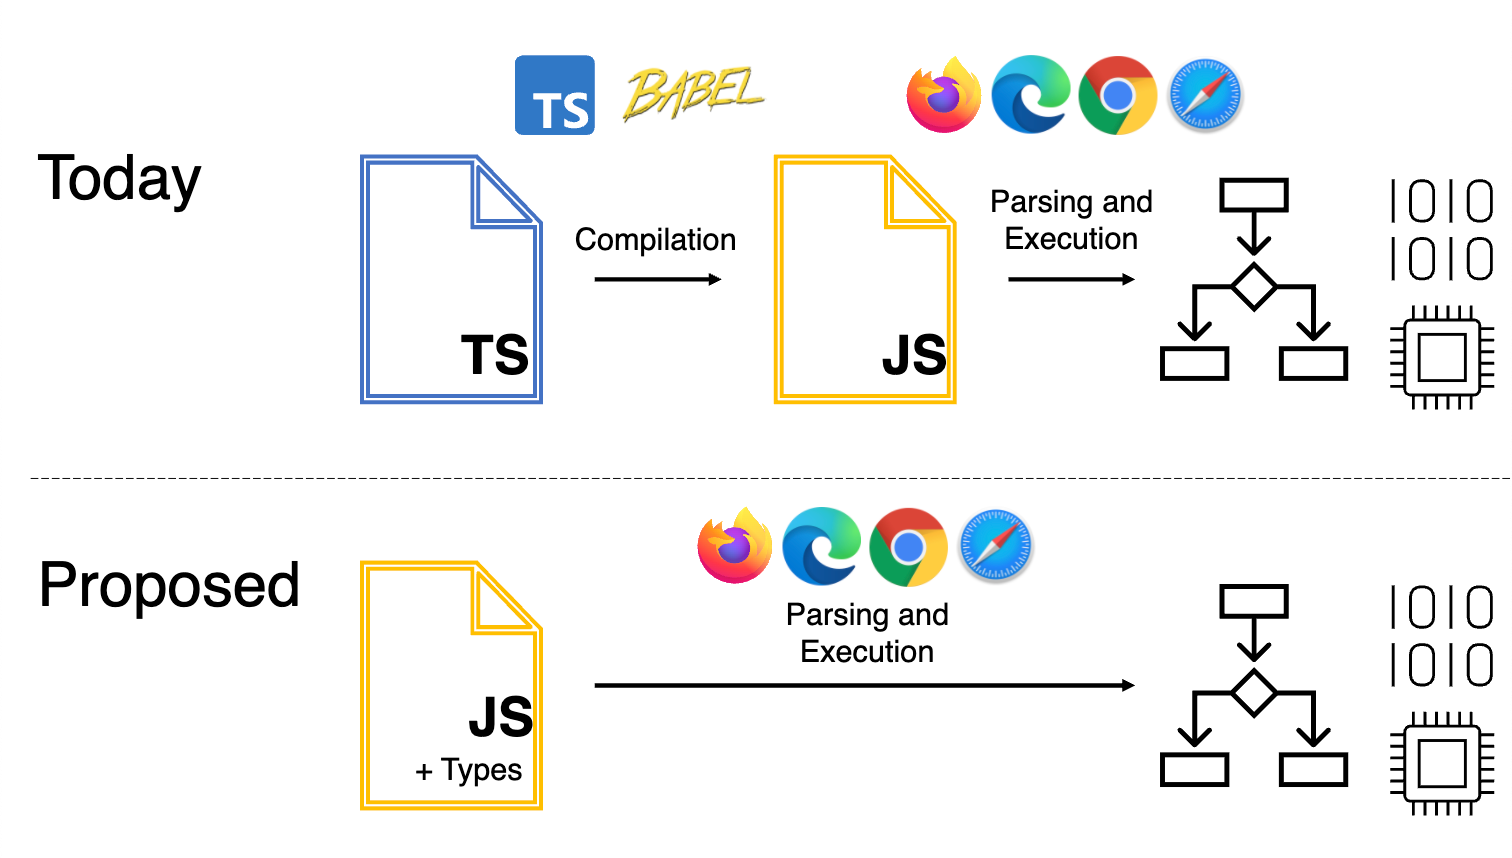 TS
BABEL
Today
Compilation
Parsing and
Execution
TS
JS
1010
1010
Proposed
Parsing and
Execution
JS
+ Types
1010
1010